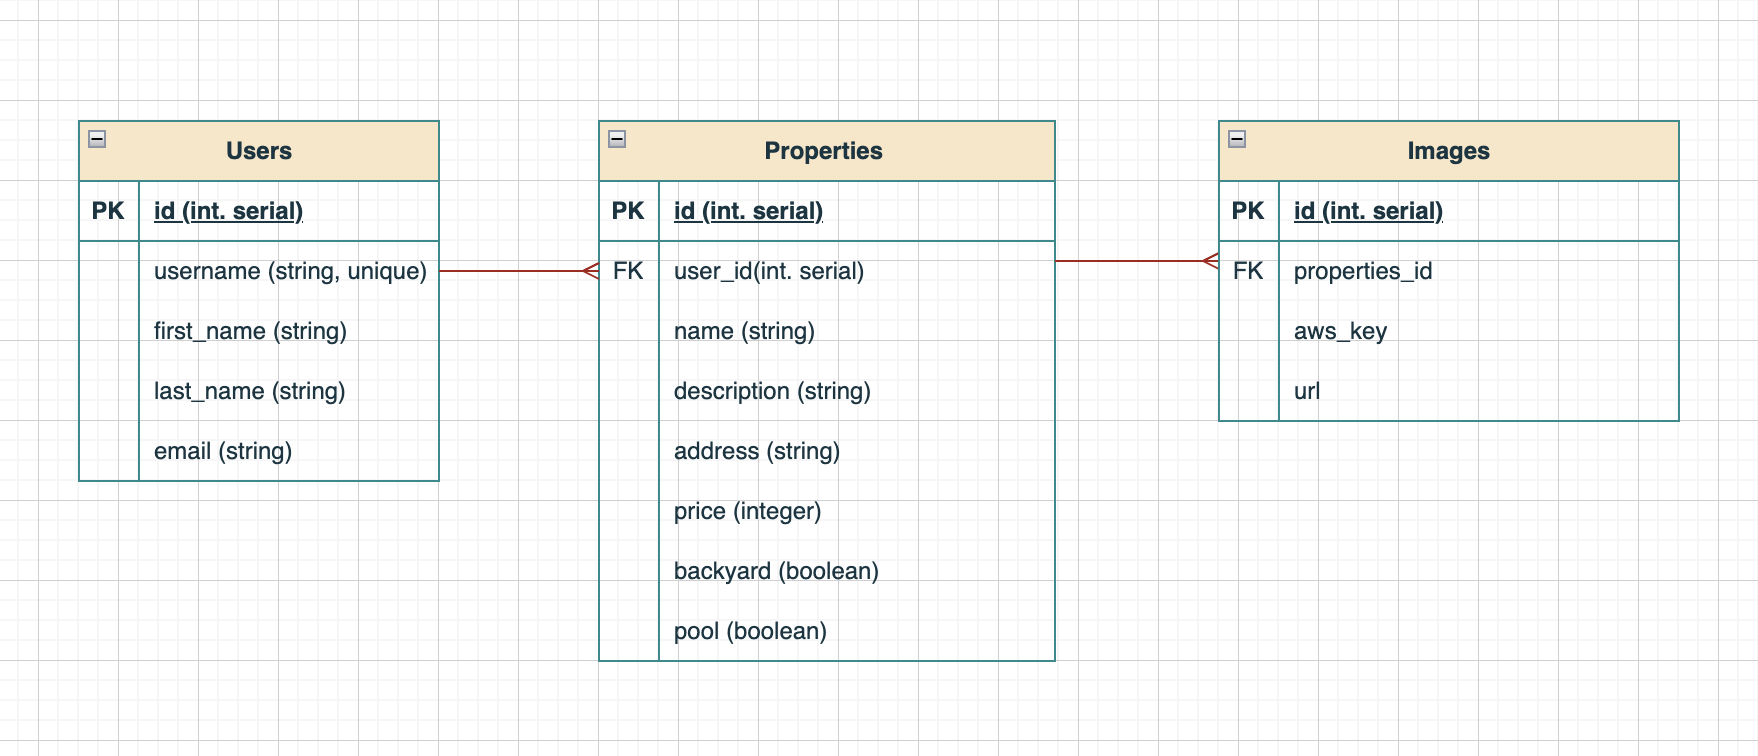 Users
PK id (int. serial)
username (string, unique)
first_name (string)
last_name (string)
email (string)
Properties
PK id (int. serial)
FK user_id(int. serial)
name (string)
description (string)
address (string)
price (integer)
backyard (boolean)
pool (boolean)
Images
PK id (int. serial)
FK properties_id
aws_key
url